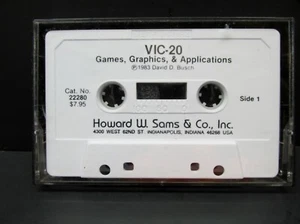 VIC-20
Games, Graphics, & Applications
©1983 David D. Busch
Cat. No.
22280
$7.95
Side 1
Howard W. Sams & Co., Inc.
4300 WEST 62ND ST INDIANAPOLIS, INDIANA 46268 USA